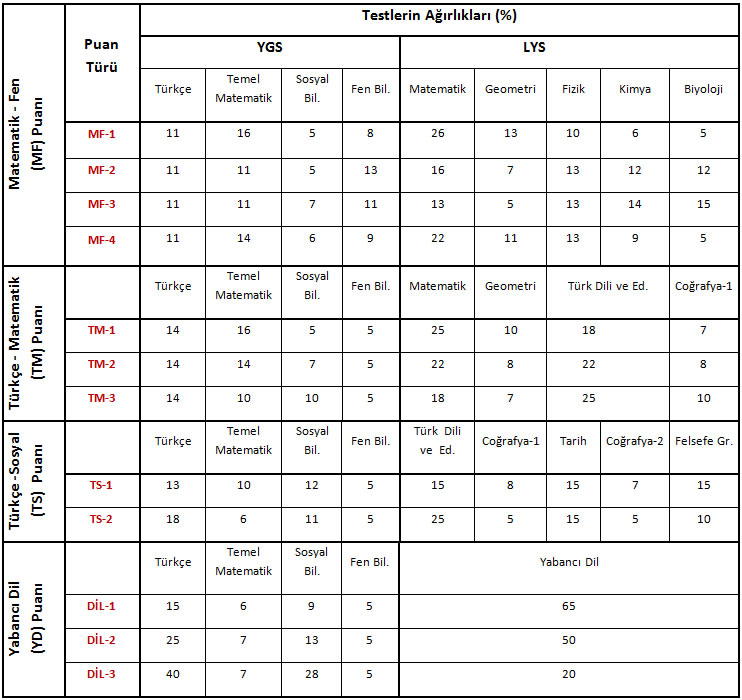 Testlerin Ağırlıkları (%)
Puan Türü YGS LYS
Türkçe Temel Matematik Sosyal Bil. Fen Bil. Matematik Geometri Fizik Kimya Biyoloji
Matematik - Fen (MF) Puanı
MF-1 11 16 5 8 26 13 10 6 5
MF-2 11 11 5 13 16 7 13 12 12
MF-3 11 11 7 11 13 5 13 14 15
MF-4 11 14 6 9 22 11 13 9 5
Türkçe - Matematik (TM) Puanı
Türkçe Temel Matematik Sosyal Bil. Fen Bil. Matematik Geometri Türk Dili ve Ed. Coğrafya-1
TM-1 14 16 5 5 25 10 18 7
TM-2 14 14 7 5 22 8 22 8
TM-3 14 10 10 5 18 7 25 10
Türkçe -Sosyal (TS) Puanı
Türkçe Temel Matematik Sosyal Bil. Fen Bil. Türk Dili ve Ed. Coğrafya-1 Tarih Coğrafya-2 Felsefe Gr.
TS-1 13 10 12 5 15 8 15 7 15
TS-2 18 6 11 5 25 5 15 5 10
Yabancı Dil (YD) Puanı
Türkçe Temel Matematik Sosyal Bil. Fen Bil. Yabancı Dil
DİL-1 15 6 9 5 65
DİL-2 25 7 13 5 50
DİL-3 40 7 28 5 20